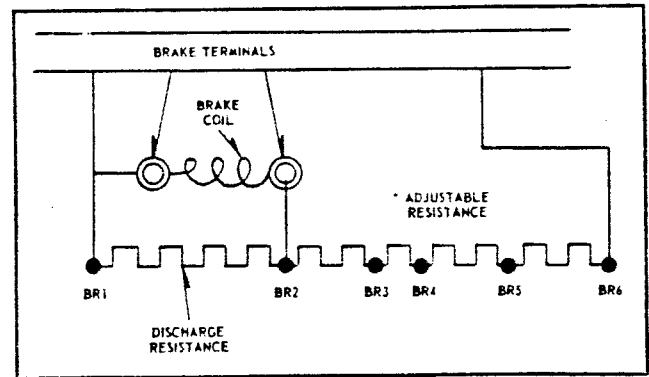 BRAKE TERMINALS
BRAKE
COIL
* ADJUSTABLE
RESISTANCE
BR1 BR2 BR3 BR4 BR5 BR6
DISCHARGE
RESISTANCE